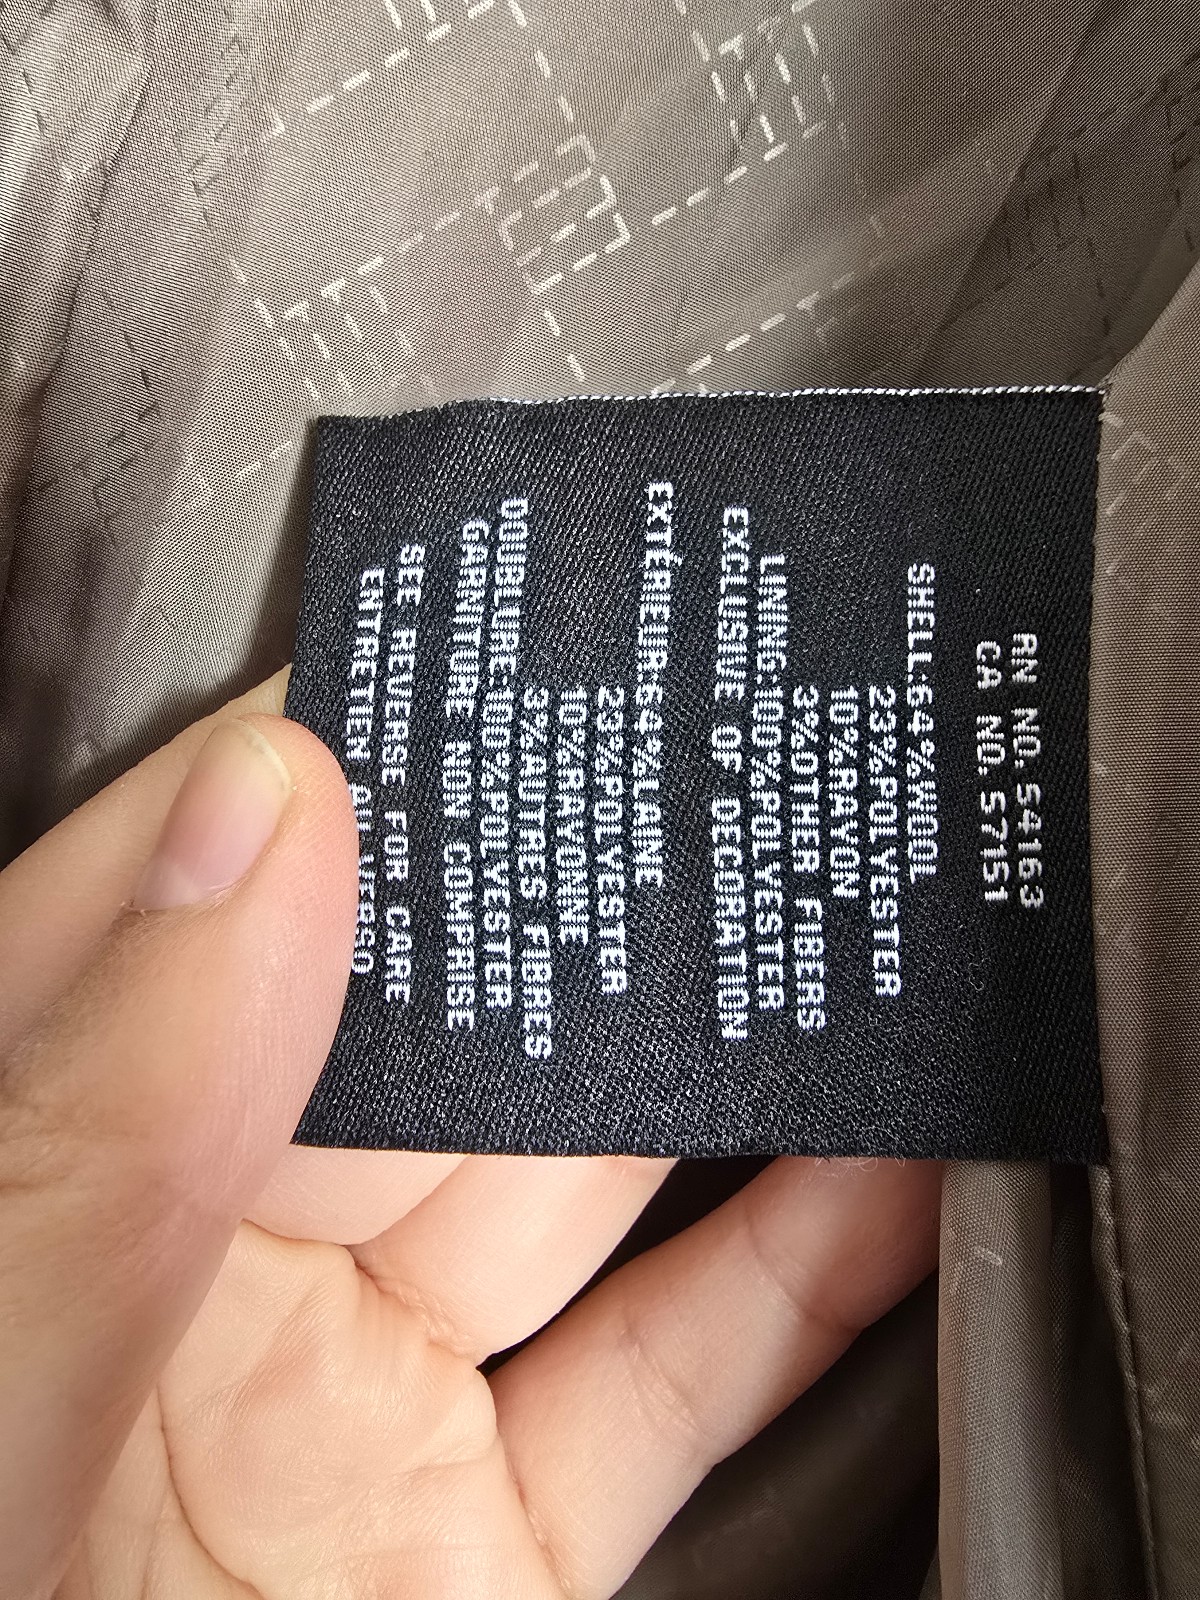 RN NO. 54163
CA NO. 57151
SHELL:64%WOOL
23%POLYESTER
10%RAYON
3%OTHER FIBERS
LINING:100%POLYESTER
EXCLUSIVE OF DECORATION
EXTÉREIUR:64%LAINE
23%POLYESTER
10%RAYONNE
3%AUTRES FIBRES
DOUBLURE:100%POLYESTER
GARNITURE NON COMPRISE
SEE REVERSE FOR CARE
ENTRETIEN